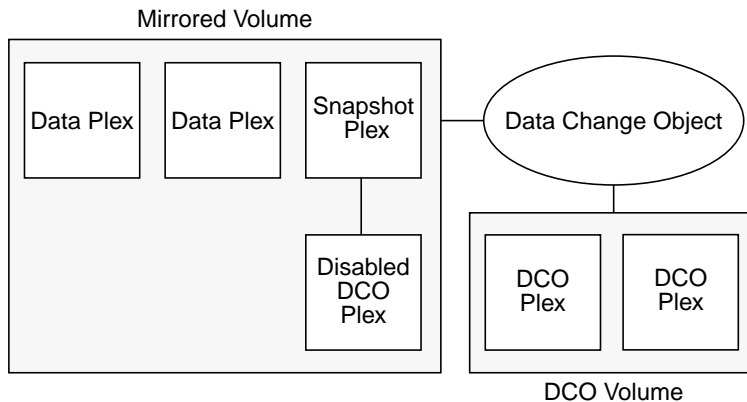 Mirrored Volume
Data Plex
Data Plex
Snapshot
Plex
Data Change Object
Disabled
DCO
Plex
DCO
Plex
DCO
Plex
DCO Volume